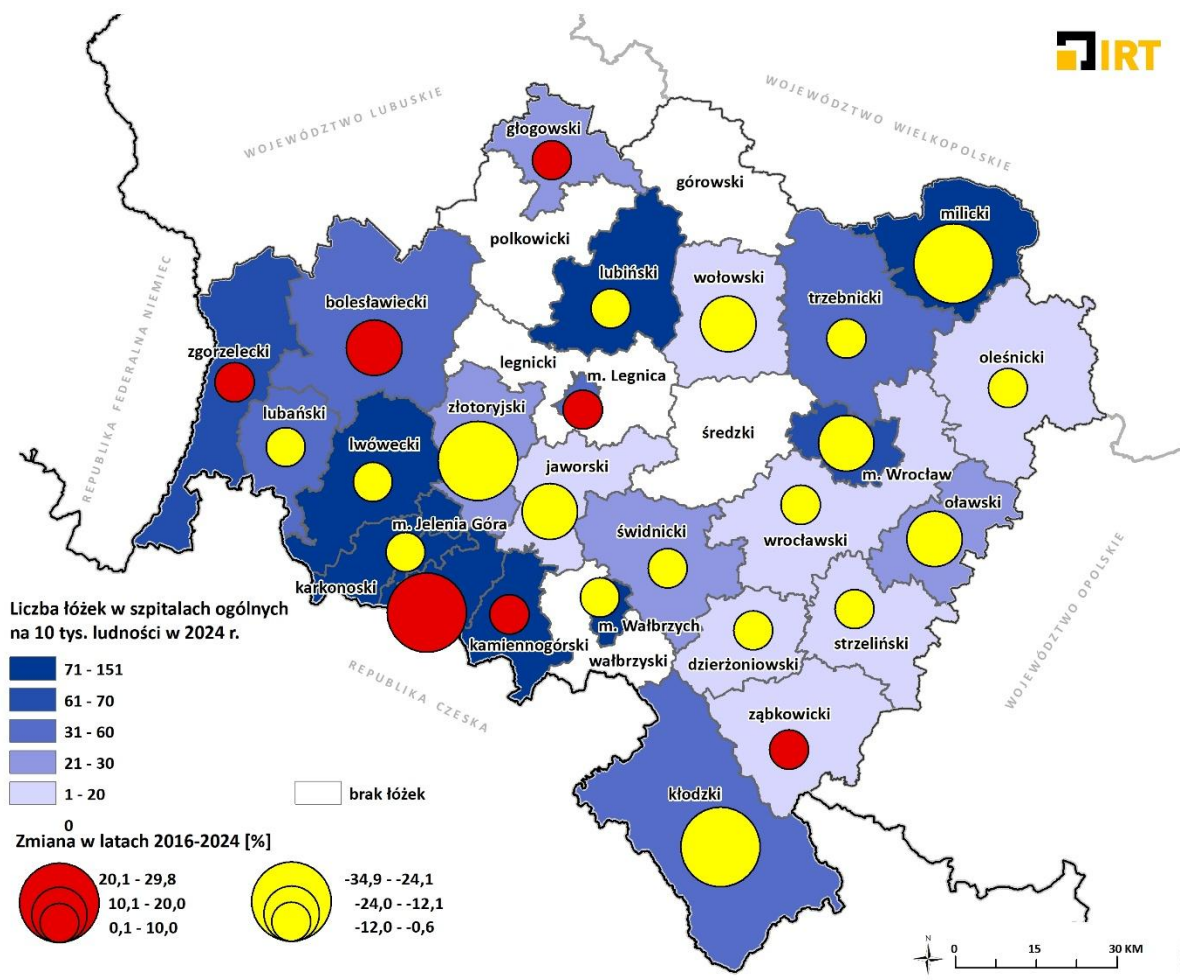 IRT
WOJEWÓDZTWO LUBUSKIE
WOJEWÓDZTWO WIELKOPOLSKIE
głogowski
górowski
milicki
polkowicki
lubiński
wołowski
trzebnicki
bolesławiecki
REPUBLIKA FEDERALNA NIEMIEC
zgorzelecki
legnicki
m. Legnica
oleśnicki
lubański
złotoryjski
lwówecki
średzki
jaworski
m. Wrocław
oławski
m. Jelenia Góra
świdnicki
wrocławski
karkonoski
kamiennogórski
m. Wałbrzych
wałbrzyski
dzierżoniowski
strzeliński
WOJEWÓDZTWO OPOLSKIE
REPUBLIKA CZESKA
ząbkowicki
kłodzki
Liczba łóżek w szpitalach ogólnych
na 10 tys. ludności w 2024 r.
71 - 151
61 - 70
31 - 60
21 - 30
1 - 20
brak łóżek
0
Zmiana w latach 2016-2024 [%]
20,1 - 29,8
10,1 - 20,0
0,1 - 10,0
-34,9 - -24,1
-24,0 - -12,1
-12,0 - -0,6
N
0 15 30 KM